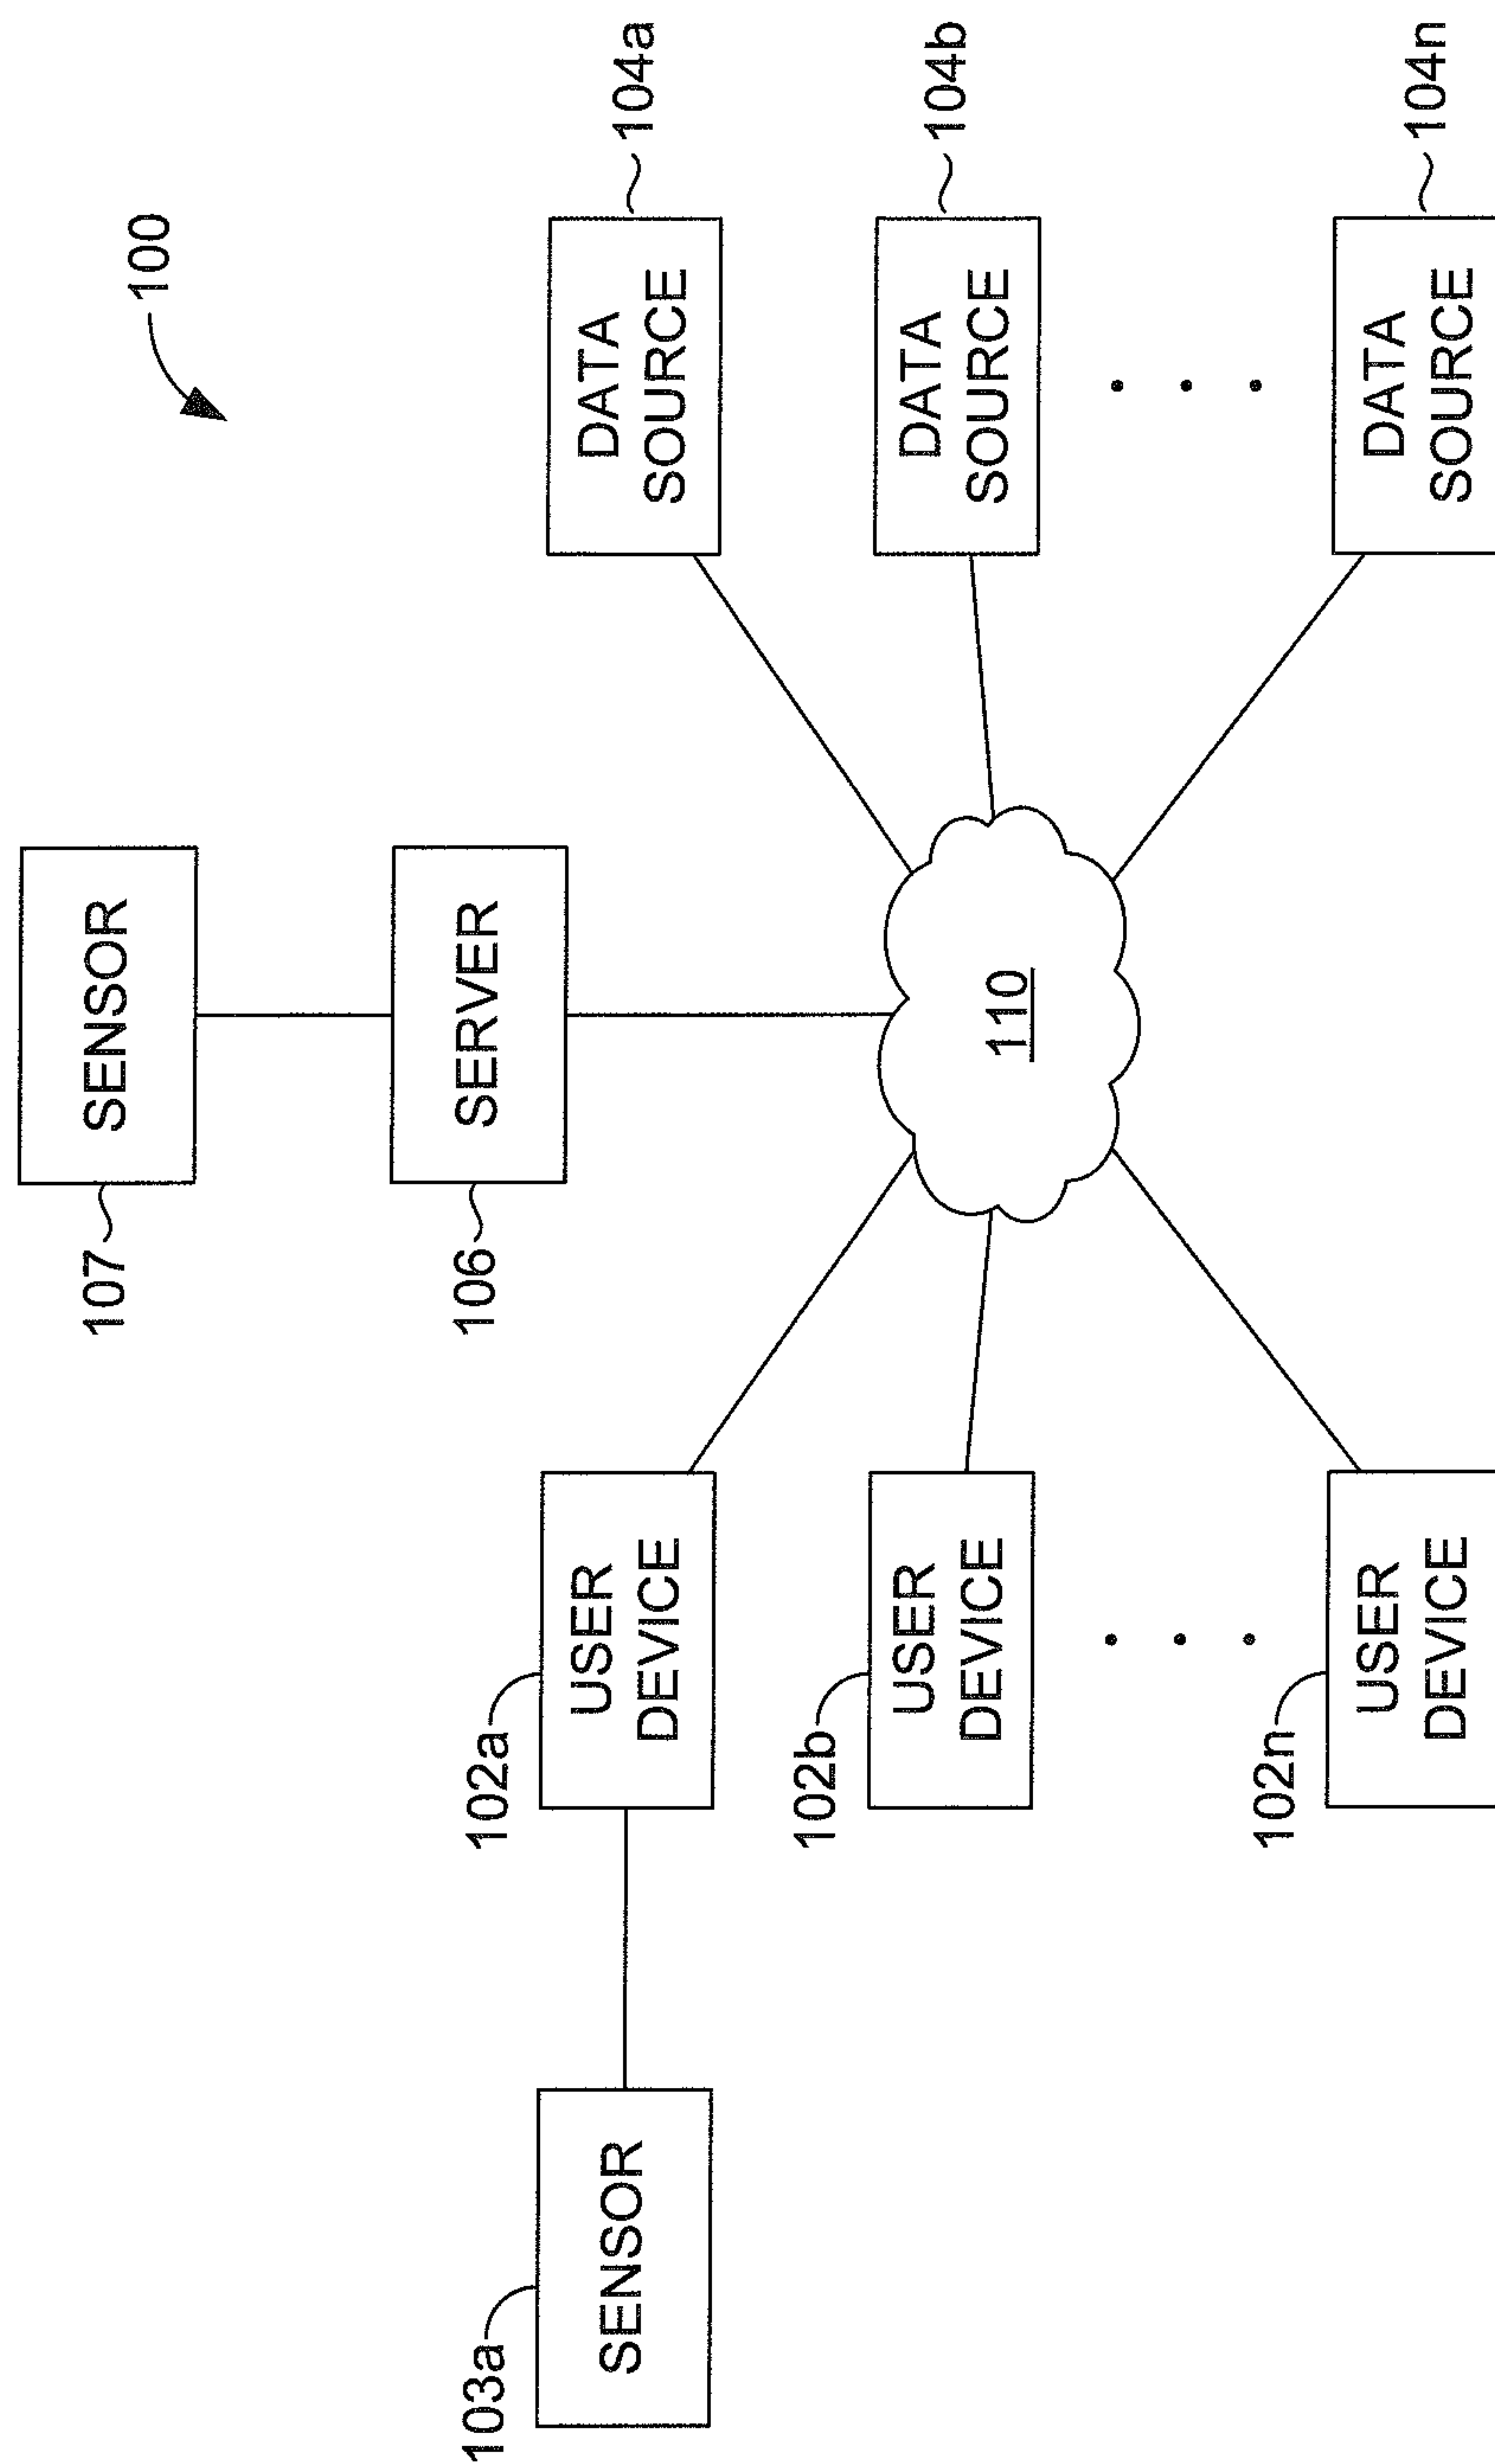 100
SENSOR
107
SERVER
106
110
103a
SENSOR
102a
USER
DEVICE
102b
USER
DEVICE
102n
USER
DEVICE
DATA
SOURCE
104a
DATA
SOURCE
104b
DATA
SOURCE
104n